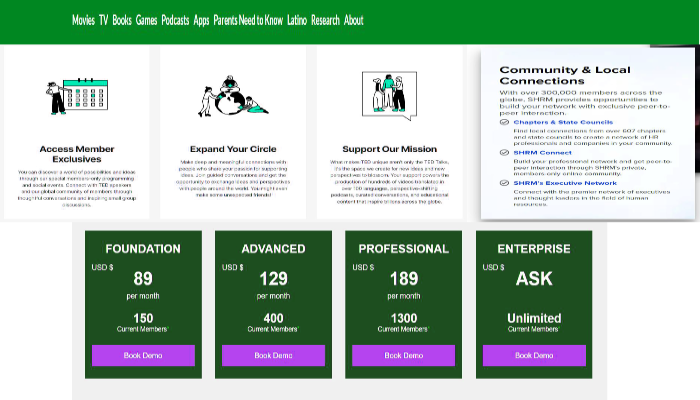 Movies TV Books Games Podcasts Apps Parents Need to Know Latino Research About
Access Member
Exclusives
You can discover a world of possibilities and ideas
through our special members-only programming
and social events. Connect with TED speakers
and our global community of members through
thoughtful conversations and inspiring small group
discussions.
Expand Your Circle
Make deep and meaningful connections with
people who share your passion for supporting
ideas. Join guided conversations and get the
opportunity to exchange ideas and perspectives
with people around the world. You might even
make some unexpected friends!
Support Our Mission
What makes TED unique aren't only the TED Talks,
it's the space we create for new ideas and new
perspectives to blossom. Your support powers the
production of hundreds of videos translated in
over 100 languages, perspective-shifting
podcasts, curated conversations, and educational
content that inspire millions across the globe.
Community & Local
Connections
With over 300,000 members across the
globe, SHRM provides opportunities to
build your network with exclusive peer-to-
peer interaction.
Chapters & State Councils
Find local connections from over 607 chapters
and state councils to create a network of HR
professionals and companies in your community.
SHRM Connect
Build your professional network and get peer-to-
peer interaction through SHRM's private,
members-only online community.
SHRM's Executive Network
Connect with the premier network of executives
and thought leaders in the field of human
resources.
FOUNDATION
USD $
89
per month
150
Current Members*
Book Demo
ADVANCED
USD $
129
per month
400
Current Members*
Book Demo
PROFESSIONAL
USD $
189
per month
1300
Current Members*
Book Demo
ENTERPRISE
USD $
ASK
Unlimited
Current Members*
Book Demo